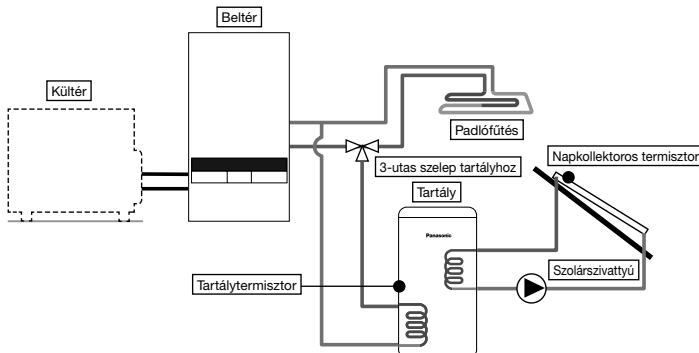 Beltér
Kültér
Padlófűtés
3-utas szelep tartályhoz
Napkollektoros termisztor
Tartály
Panasonic
Tartálytermisztor
Szolárszivattyú